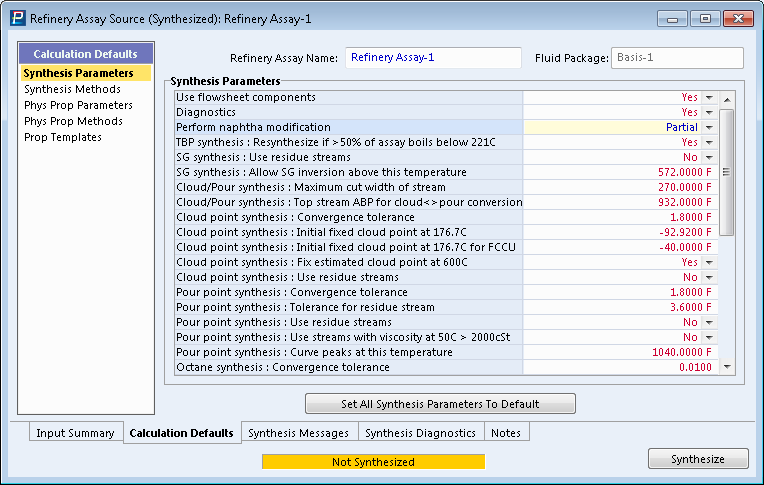 Refinery Assay Source (Synthesized): Refinery Assay-1
Calculation Defaults
Synthesis Parameters
Synthesis Methods
Phys Prop Parameters
Phys Prop Methods
Prop Templates
Refinery Assay Name: Refinery Assay-1 Fluid Package: Basis-1
Synthesis Parameters
Use flowsheet components Yes
Diagnostics Yes
Perform naphtha modification Partial
TBP synthesis : Resynthesize if >50% of assay boils below 221C Yes
SG synthesis : Use residue streams No
SG synthesis : Allow SG inversion above this temperature 572.0000 F
Cloud/Pour synthesis : Maximum cut width of stream 270.0000 F
Cloud/Pour synthesis : Top stream ABP for cloud<>pour conversion 932.0000 F
Cloud point synthesis : Convergence tolerance 1.8000 F
Cloud point synthesis : Initial fixed cloud point at 176.7C -92.9200 F
Cloud point synthesis : Initial fixed cloud point at 176.7C for FCCU -40.0000 F
Cloud point synthesis : Fix estimated cloud point at 600C Yes
Cloud point synthesis : Use residue streams No
Pour point synthesis : Convergence tolerance 1.8000 F
Pour point synthesis : Tolerance for residue stream 3.6000 F
Pour point synthesis : Use residue streams No
Pour point synthesis : Use streams with viscosity at 50C > 2000cSt No
Pour point synthesis : Curve peaks at this temperature 1040.0000 F
Octane synthesis : Convergence tolerance 0.0100
Set All Synthesis Parameters To Default
Input Summary Calculation Defaults Synthesis Messages Synthesis Diagnostics Notes
Not Synthesized Synthesize